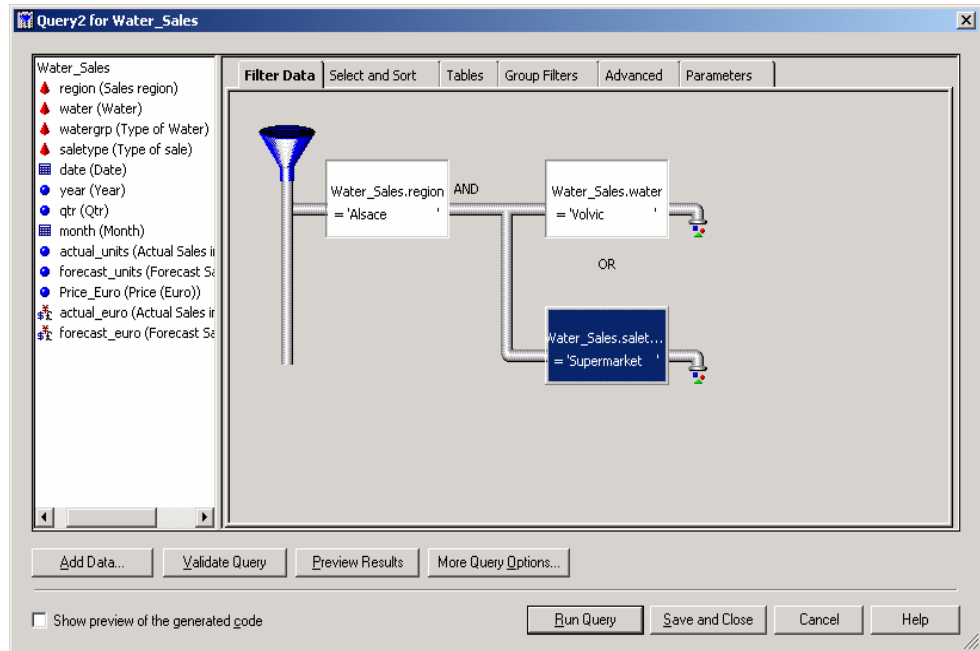 Query2 for Water_Sales
Water_Sales
region (Sales region)
water (Water)
watergrp (Type of Water)
saletype (Type of sale)
date (Date)
year (Year)
qtr (Qtr)
month (Month)
actual_units (Actual Sales i
forecast_units (Forecast Sa
Price_Euro (Price (Euro))
actual_euro (Actual Sales ir
forecast_euro (Forecast Sa
Filter Data Select and Sort Tables Group Filters Advanced Parameters
Water_Sales.region
= 'Alsace '
AND
Water_Sales.water
= 'Volvic '
OR
Water_Sales.salet...
= 'Supermarket '
Add Data... Validate Query Preview Results More Query Options...
Show preview of the generated code
Run Query Save and Close Cancel Help